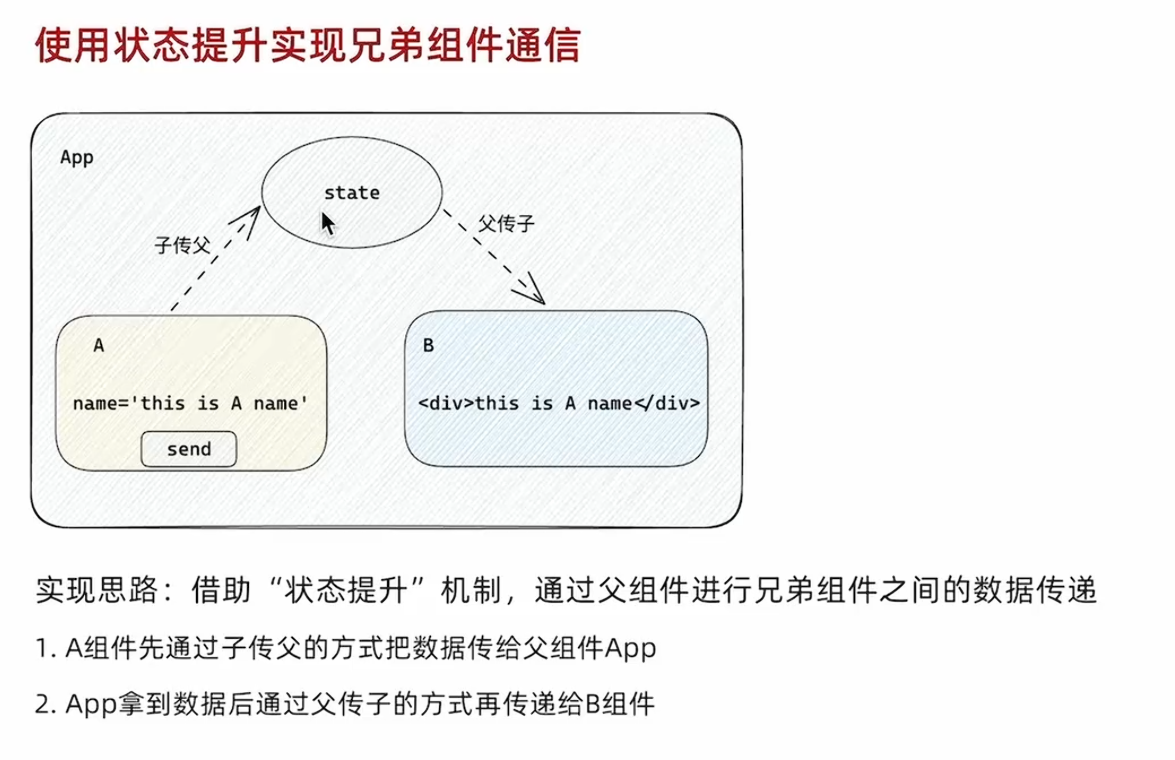 使用状态提升实现兄弟组件通信
App
state
子传父
父传子
A
name='this is A name'
send
B
<div>this is A name</div>
实现思路：借助“状态提升”机制，通过父组件进行兄弟组件之间的数据传递
1. A组件先通过子传父的方式把数据传给父组件App
2. App拿到数据后通过父传子的方式再传递给B组件